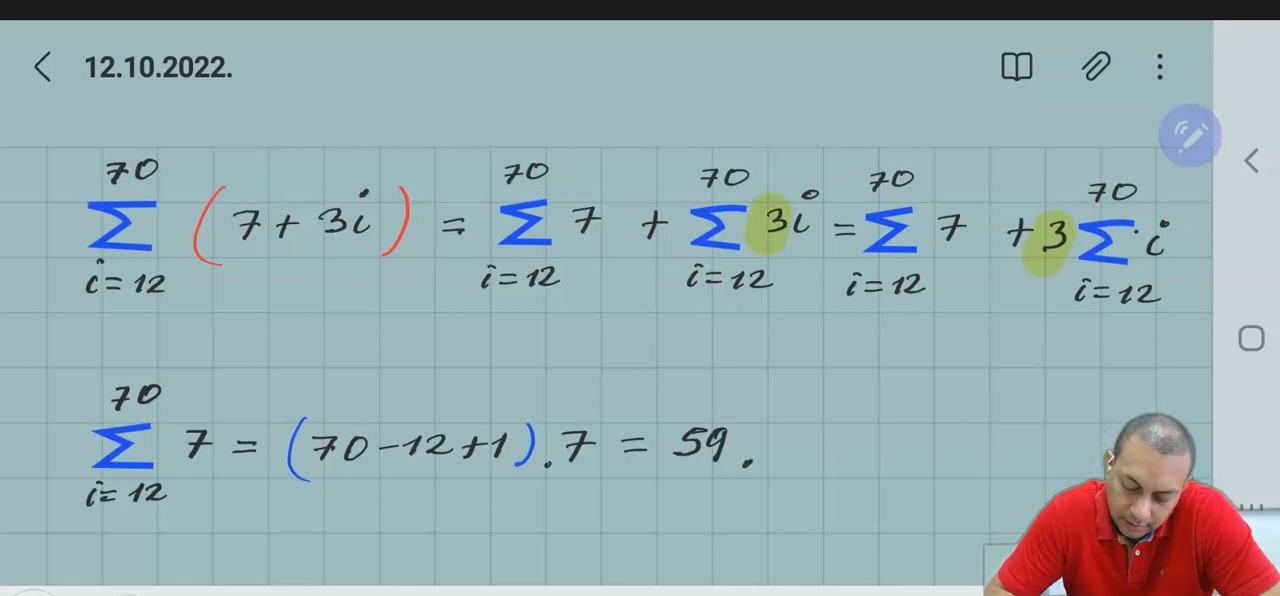 12.10.2022.
70 70 70 70 70
Σ (7 + 3i) = Σ 7 + Σ 3i = Σ 7 + 3 Σ i
i=12 i=12 i=12 i=12 i=12
70
Σ 7 = (70-12+1).7 = 59.
i=12